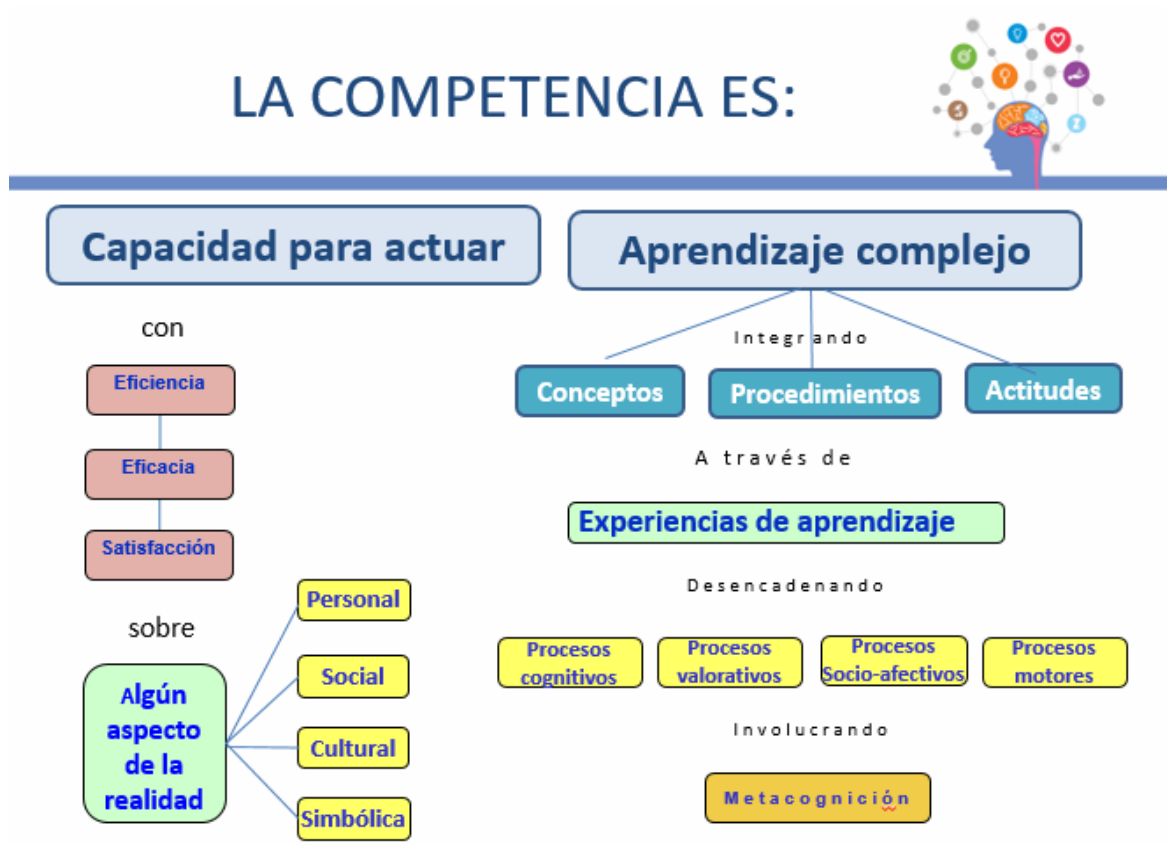 LA COMPETENCIA ES:
Capacidad para actuar
con
Eficiencia
Eficacia
Satisfacción
sobre
Algún
aspecto
de la
realidad
Personal
Social
Cultural
Simbólica
Aprendizaje complejo
Integrando
Conceptos
Procedimientos
Actitudes
A través de
Experiencias de aprendizaje
Desencadenando
Procesos
cognitivos
Procesos
valorativos
Procesos
Socio-afectivos
Procesos
motores
Involucrando
Metacognición